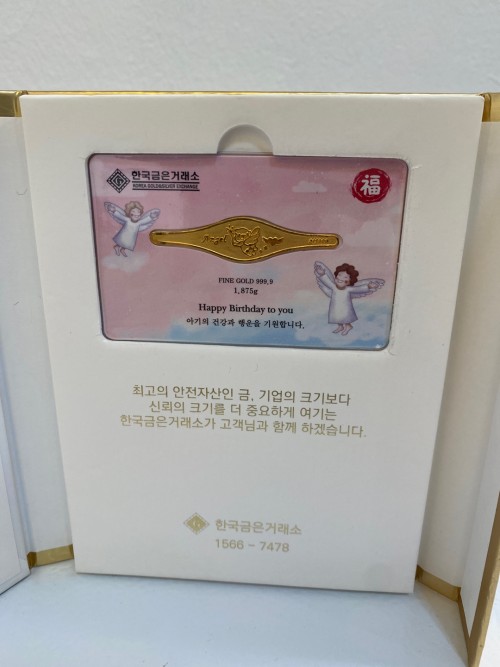 한국금은거래소
KOREA GOLD&SILVER EXCHANGE
福
Angel
FINE GOLD 999.9
1,875g
Happy Birthday to you
아기의 건강과 행운을 기원합니다.
최고의 안전자산인 금, 기업의 크기보다
신뢰의 크기를 더 중요하게 여기는
한국금은거래소가 고객님과 함께 하겠습니다.
한국금은거래소
1566 - 7478